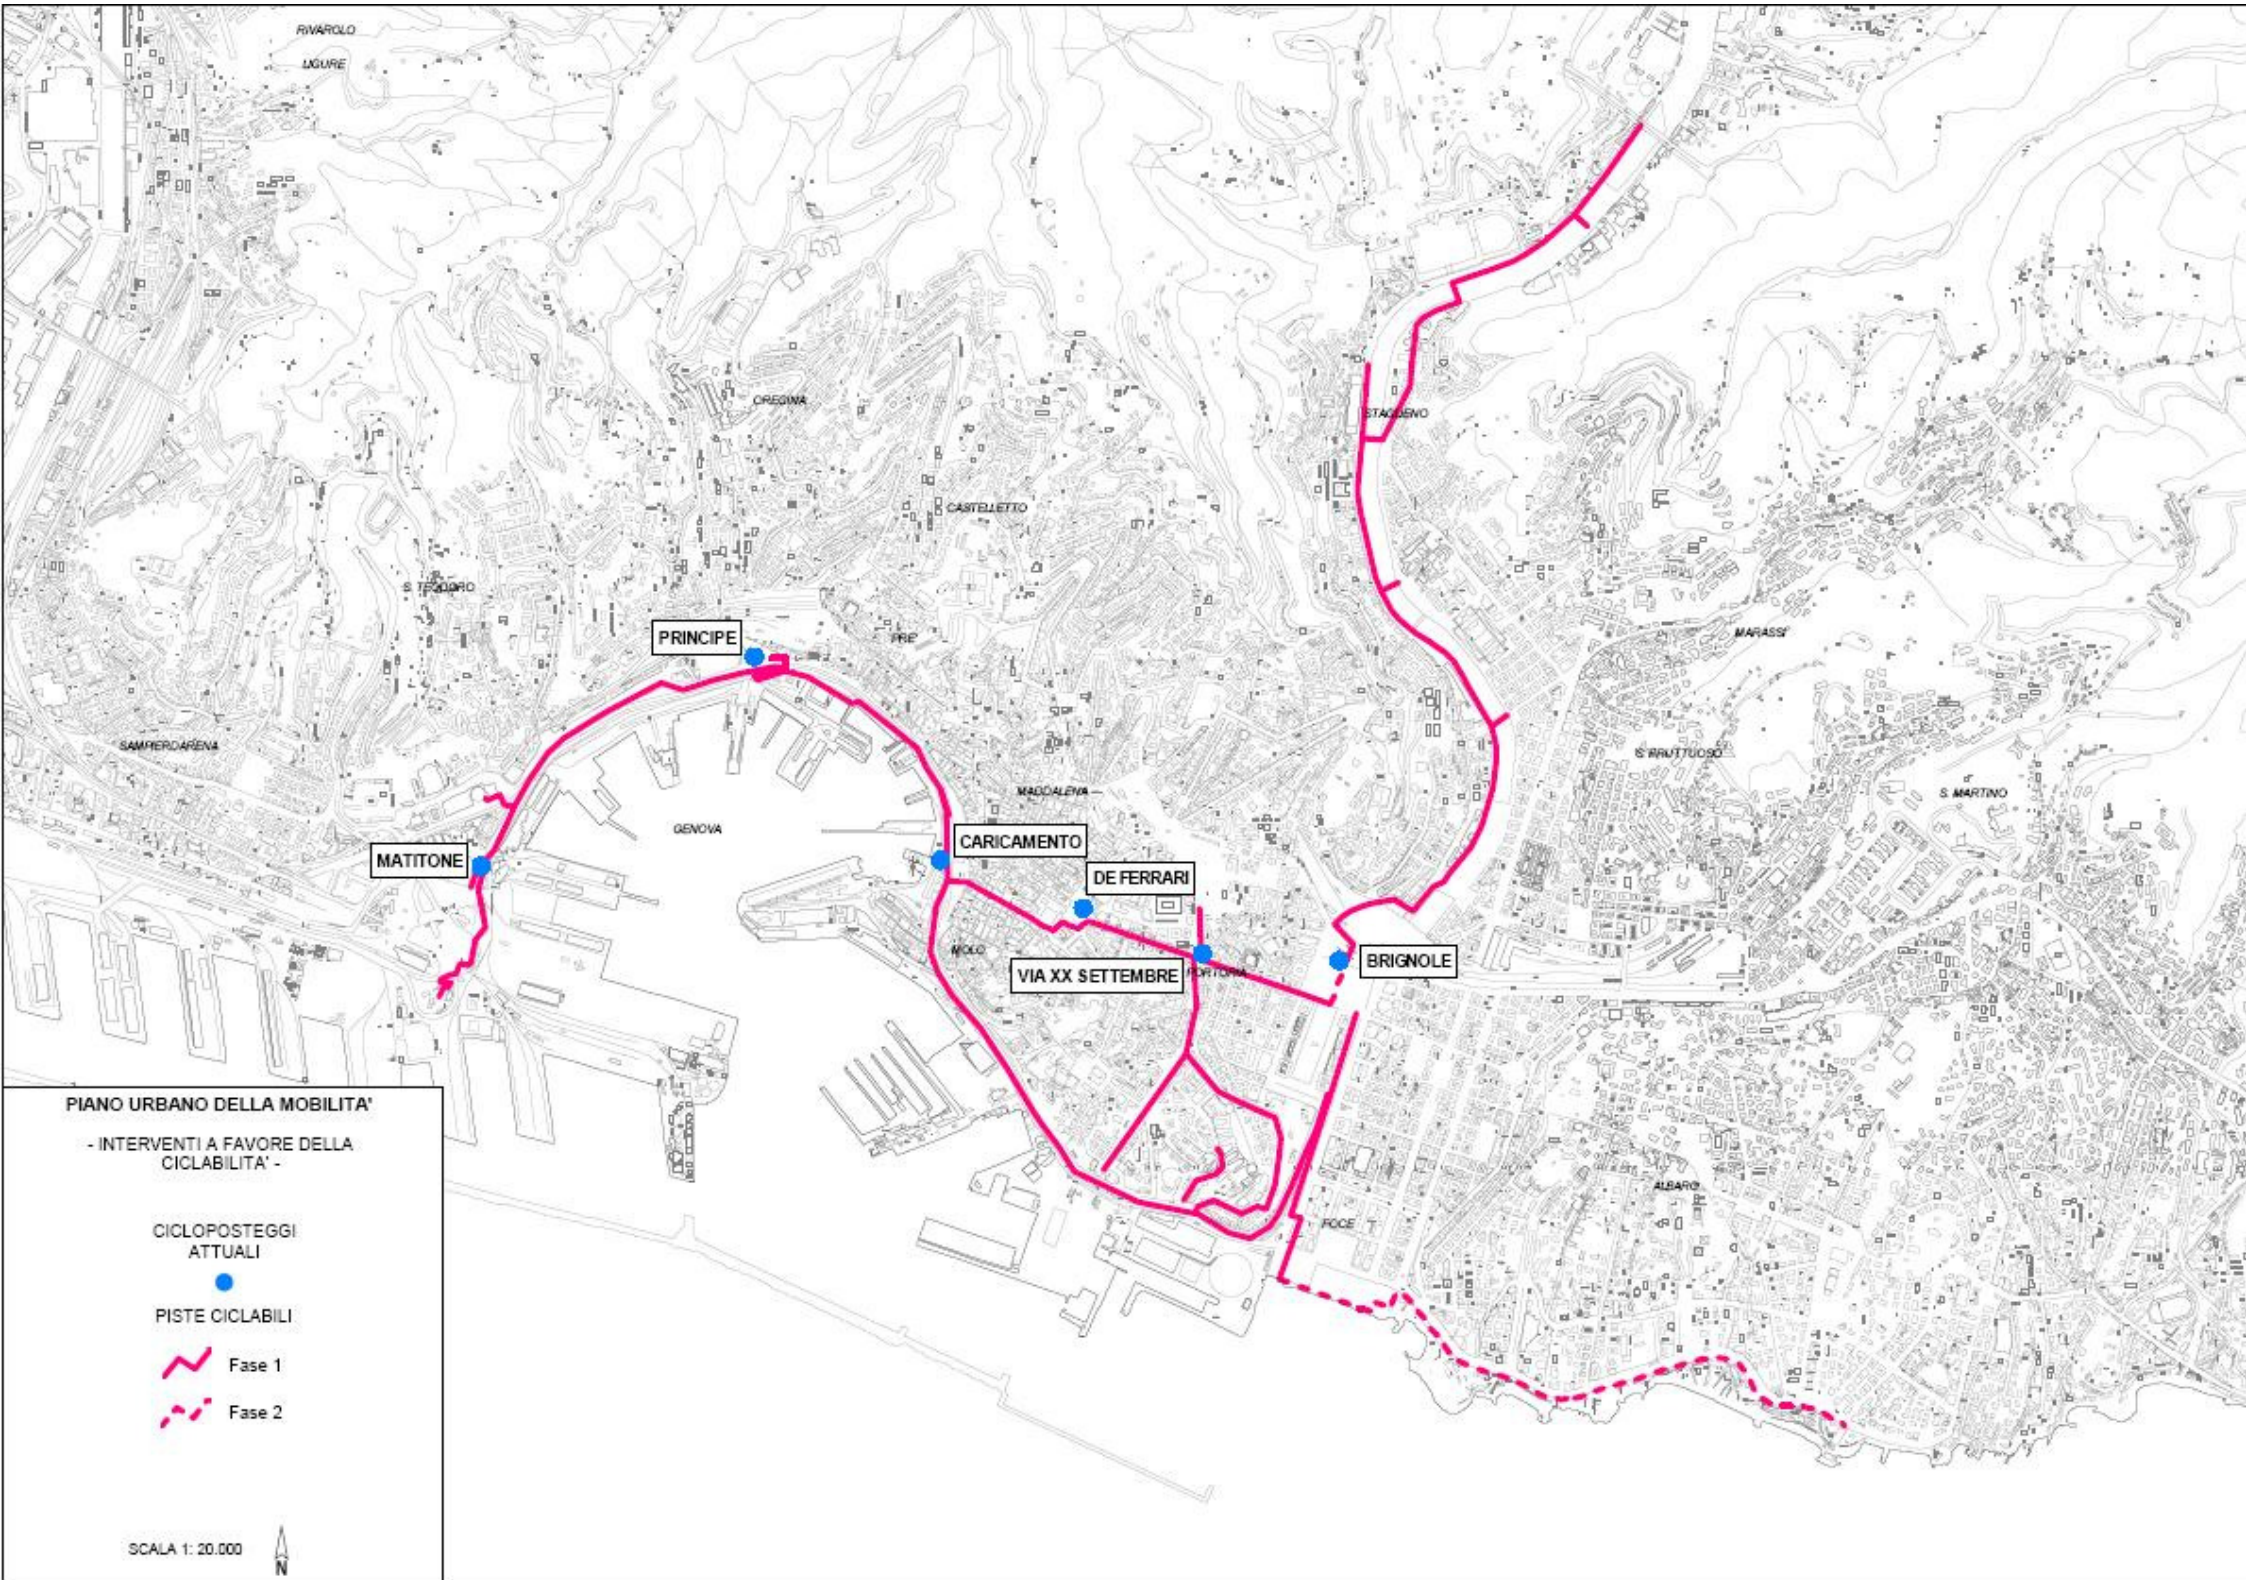 RIVAROLO
LIGURE
OREGINA
STAGLIENO
CASTELLETTO
S. TEODORO
PRINCIPE
PRE'
MARASSI
SAMPIERDARENA
S. FRUTTUOSO
MADDALENA
S. MARTINO
GENOVA
CARICAMENTO
MATITONE
DE FERRARI
MOLO
BRIGNOLE
VIA XX SETTEMBRE
PORTORIA
ALBARO
FOCE
PIANO URBANO DELLA MOBILITA'
- INTERVENTI A FAVORE DELLA
CICLABILITA' -
CICLOPOSTEGGI
ATTUALI
PISTE CICLABILI
Fase 1
Fase 2
SCALA 1: 20.000
N